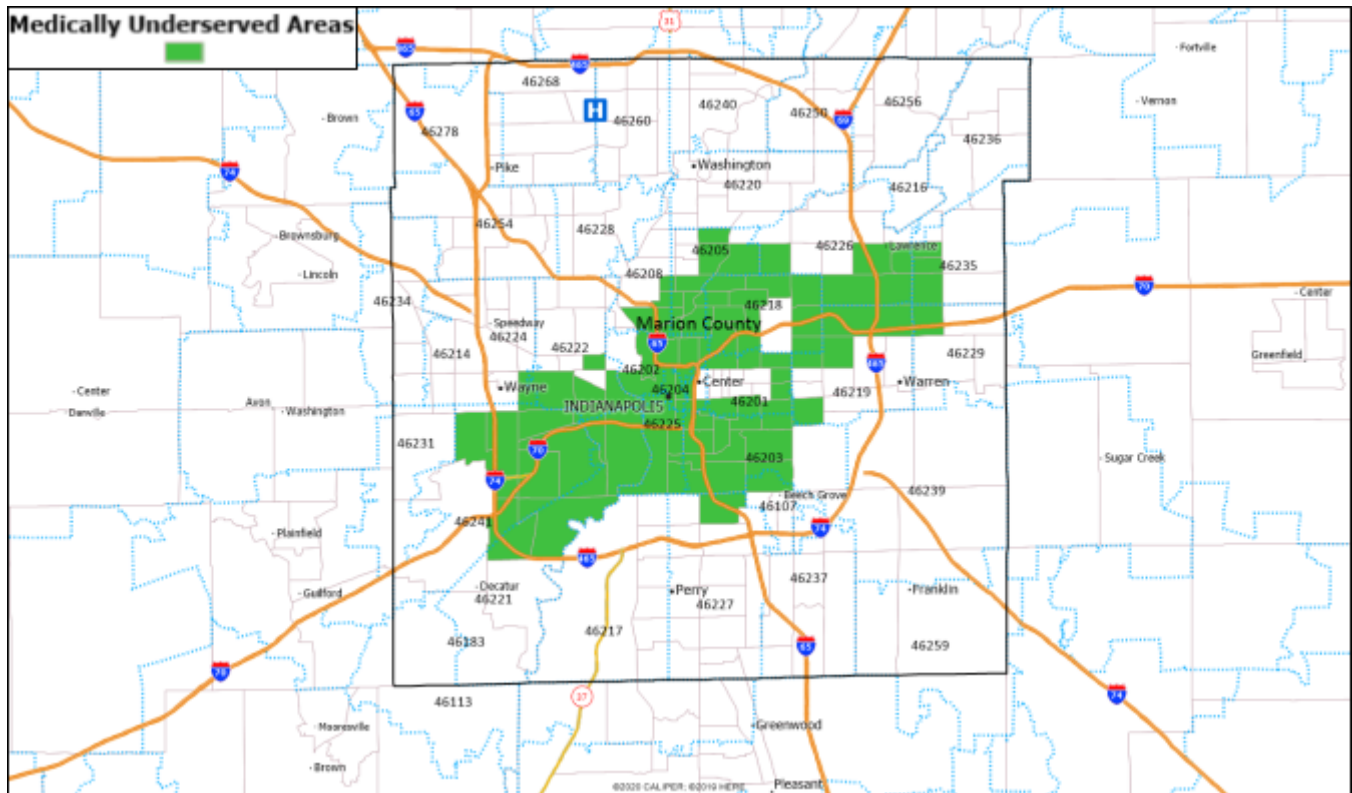 Medically Underserved Areas
31
Fortville
465
465
46268
46240
46250
46256
Vernon
65
H
Brown
46278
46260
69
46236
Pike
Washington
74
46220
46216
46254
46228
Brownsburg
46205
46226
Lawrence
46208
46235
Lincoln
70
46234
46218
Center
Speedway
Marion County
46224
46214
46222
65
46229
Greenfield
46202
465
Wayne
46204
Center
Warren
Center
46219
Avon
INDIANAPOLIS
46201
Danville
Washington
46225
46231
70
46203
Sugar Creek
74
46239
Beech Grove
46107
46241
74
Plainfield
465
46237
Decatur
Perry
Franklin
Guilford
46221
46227
46217
46183
65
46259
70
74
46113
37
Mooresville
Greenwood
Brown
©2020 CALIPER; ©2019 HERE
Pleasant